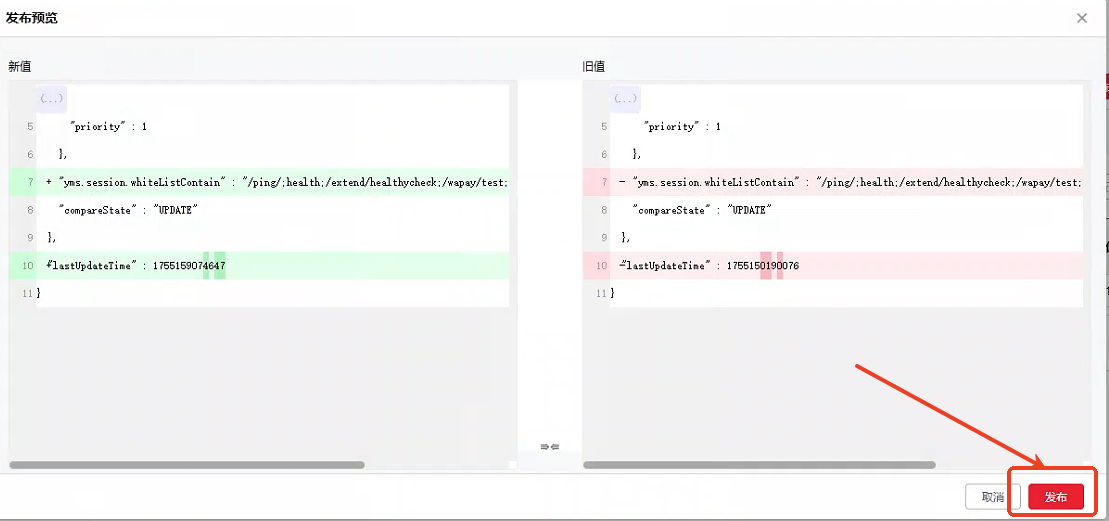 发布预览
新值
旧值
(...)
5 "priority" : 1
6 },
7 + "yms.session.whiteListContain" : "/ping/;health;/extend/healthycheck;/wapay/test;
8 "compareState" : "UPDATE"
9 },
10 +"lastUpdateTime" : 1755159074647
11 }
(...)
5 "priority" : 1
6 },
7 - "yms.session.whiteListContain" : "/ping/;health;/extend/healthycheck;/wapay/test;
8 "compareState" : "UPDATE"
9 },
10 -"lastUpdateTime" : 1755150190076
11 }
取消
发布